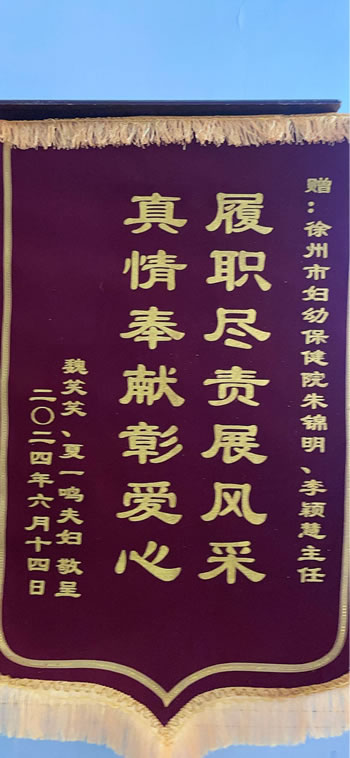 赠：徐州市妇幼保健院朱锦明、李颖慧主任
履职尽责展风采
真情奉献彰爱心
魏笑笑、夏一鸣夫妇 敬呈
二〇二四年六月十四日